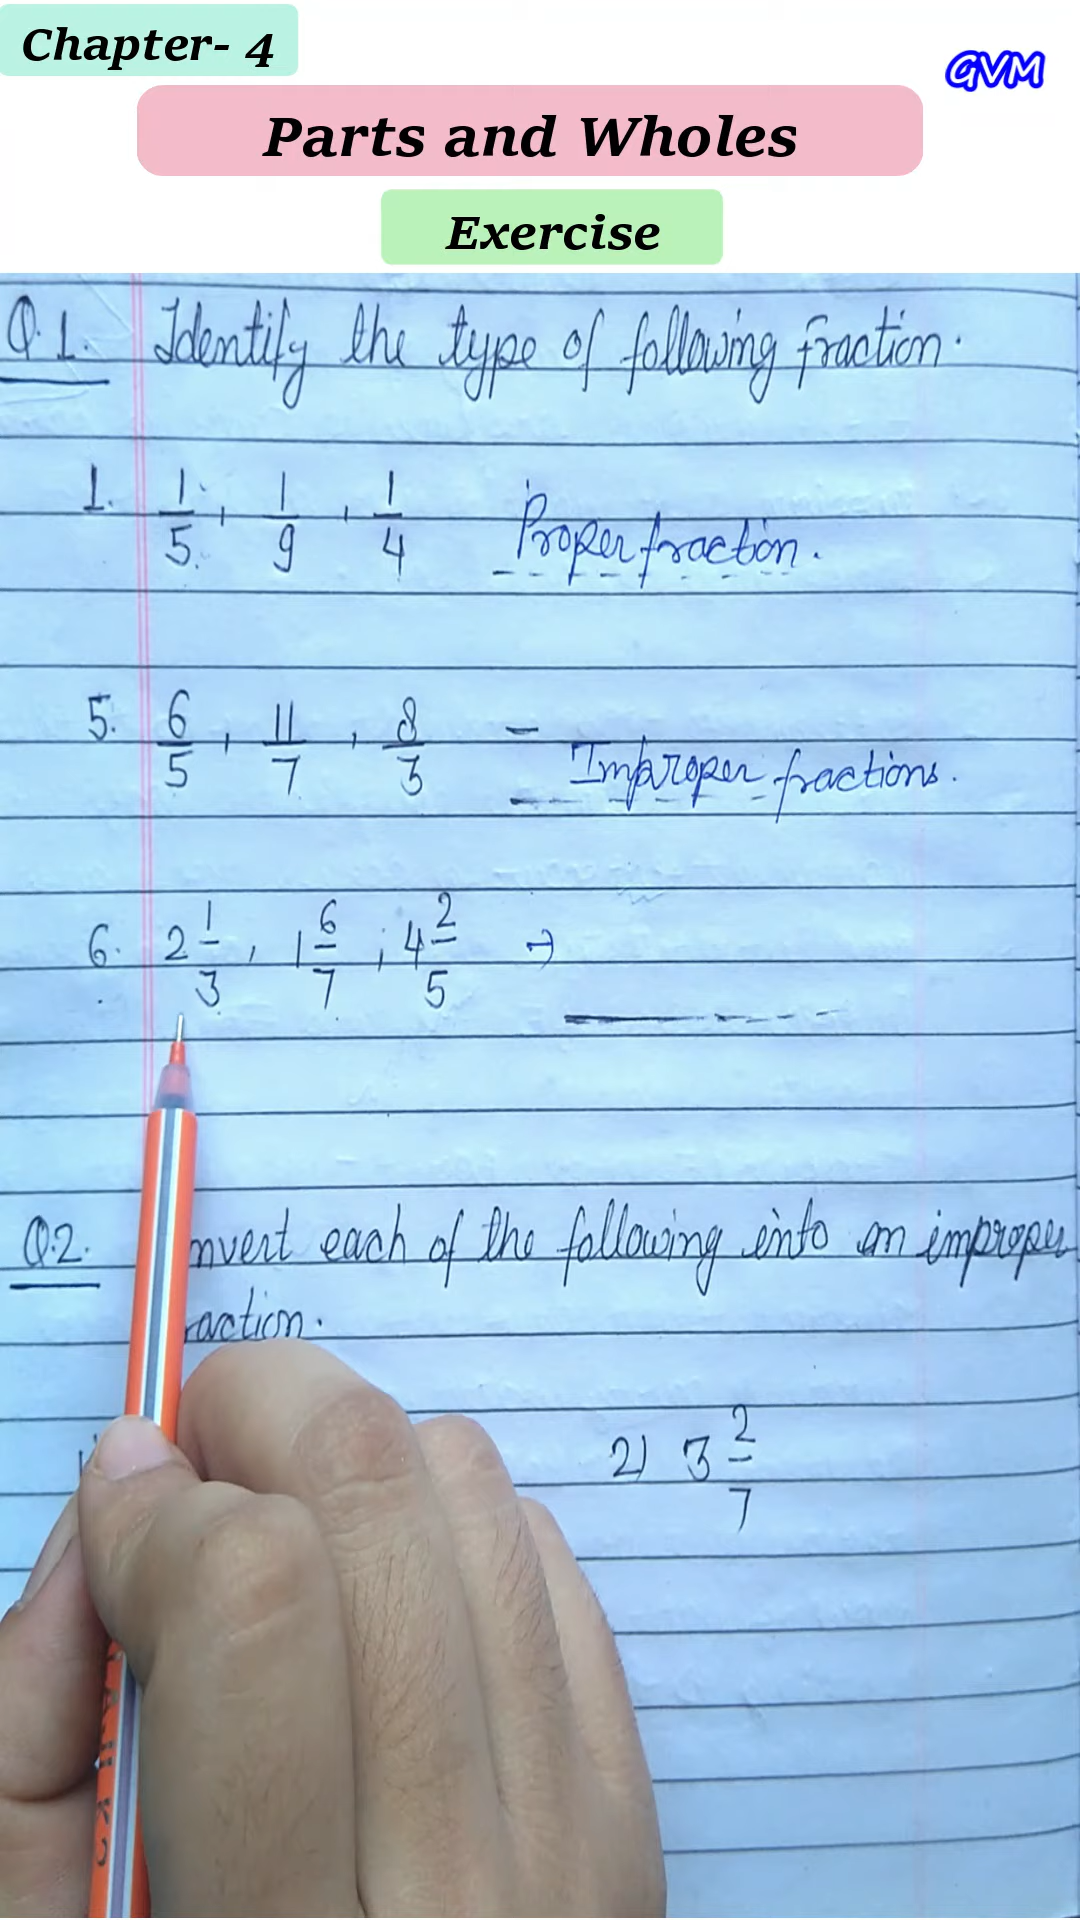 Chapter- 4
GVM
Parts and Wholes
Exercise
Q.1. Identify the type of following fraction.
1. 1/5, 1/9, 1/4 Proper fraction.
5. 6/5, 11/7, 8/3 - Improper fractions.
6. 2 1/3, 1 6/7, 4 2/5 →
Q.2. nvert each of the following into an improper
raction.
2) 3 2/7